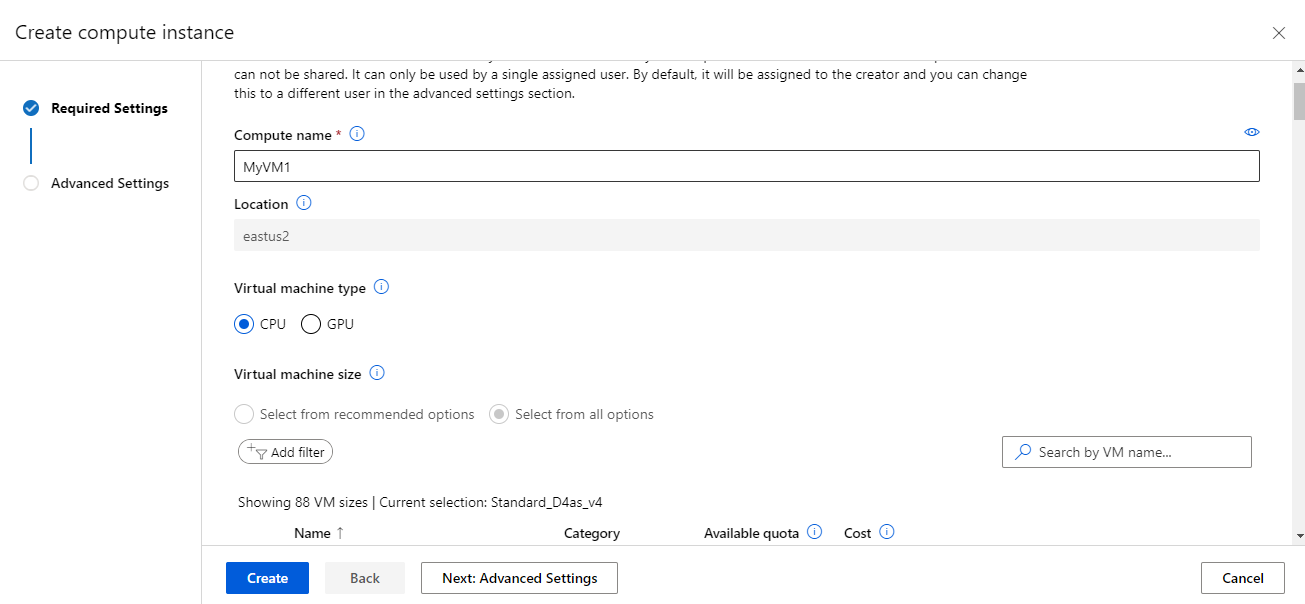 Create compute instance
Required Settings
Advanced Settings
can not be shared. It can only be used by a single assigned user. By default, it will be assigned to the creator and you can change
this to a different user in the advanced settings section.
Compute name *
MyVM1
Location
eastus2
Virtual machine type
CPU GPU
Virtual machine size
Select from recommended options Select from all options
Add filter Search by VM name...
Showing 88 VM sizes | Current selection: Standard_D4as_v4
Name ↑ Category Available quota Cost
Create Back Next: Advanced Settings Cancel